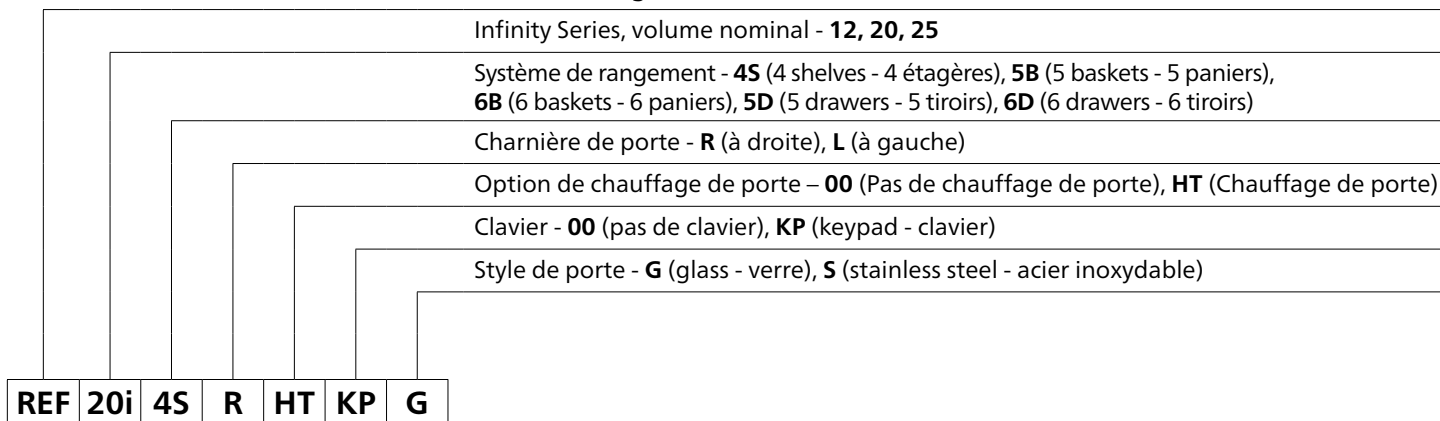 Infinity Series, volume nominal - 12, 20, 25
Système de rangement - 4S (4 shelves - 4 étagères), 5B (5 baskets - 5 paniers),
6B (6 baskets - 6 paniers), 5D (5 drawers - 5 tiroirs), 6D (6 drawers - 6 tiroirs)
Charnière de porte - R (à droite), L (à gauche)
Option de chauffage de porte – 00 (Pas de chauffage de porte), HT (Chauffage de porte)
Clavier - 00 (pas de clavier), KP (keypad - clavier)
Style de porte - G (glass - verre), S (stainless steel - acier inoxydable)
REF 20i 4S R HT KP G